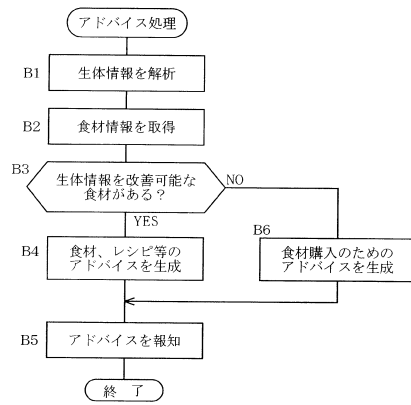 アドバイス処理
B1
生体情報を解析
B2
食材情報を取得
B3
生体情報を改善可能な
食材がある？
NO
YES
B4
食材、レシピ等の
アドバイスを生成
B6
食材購入のための
アドバイスを生成
B5
アドバイスを報知
終 了